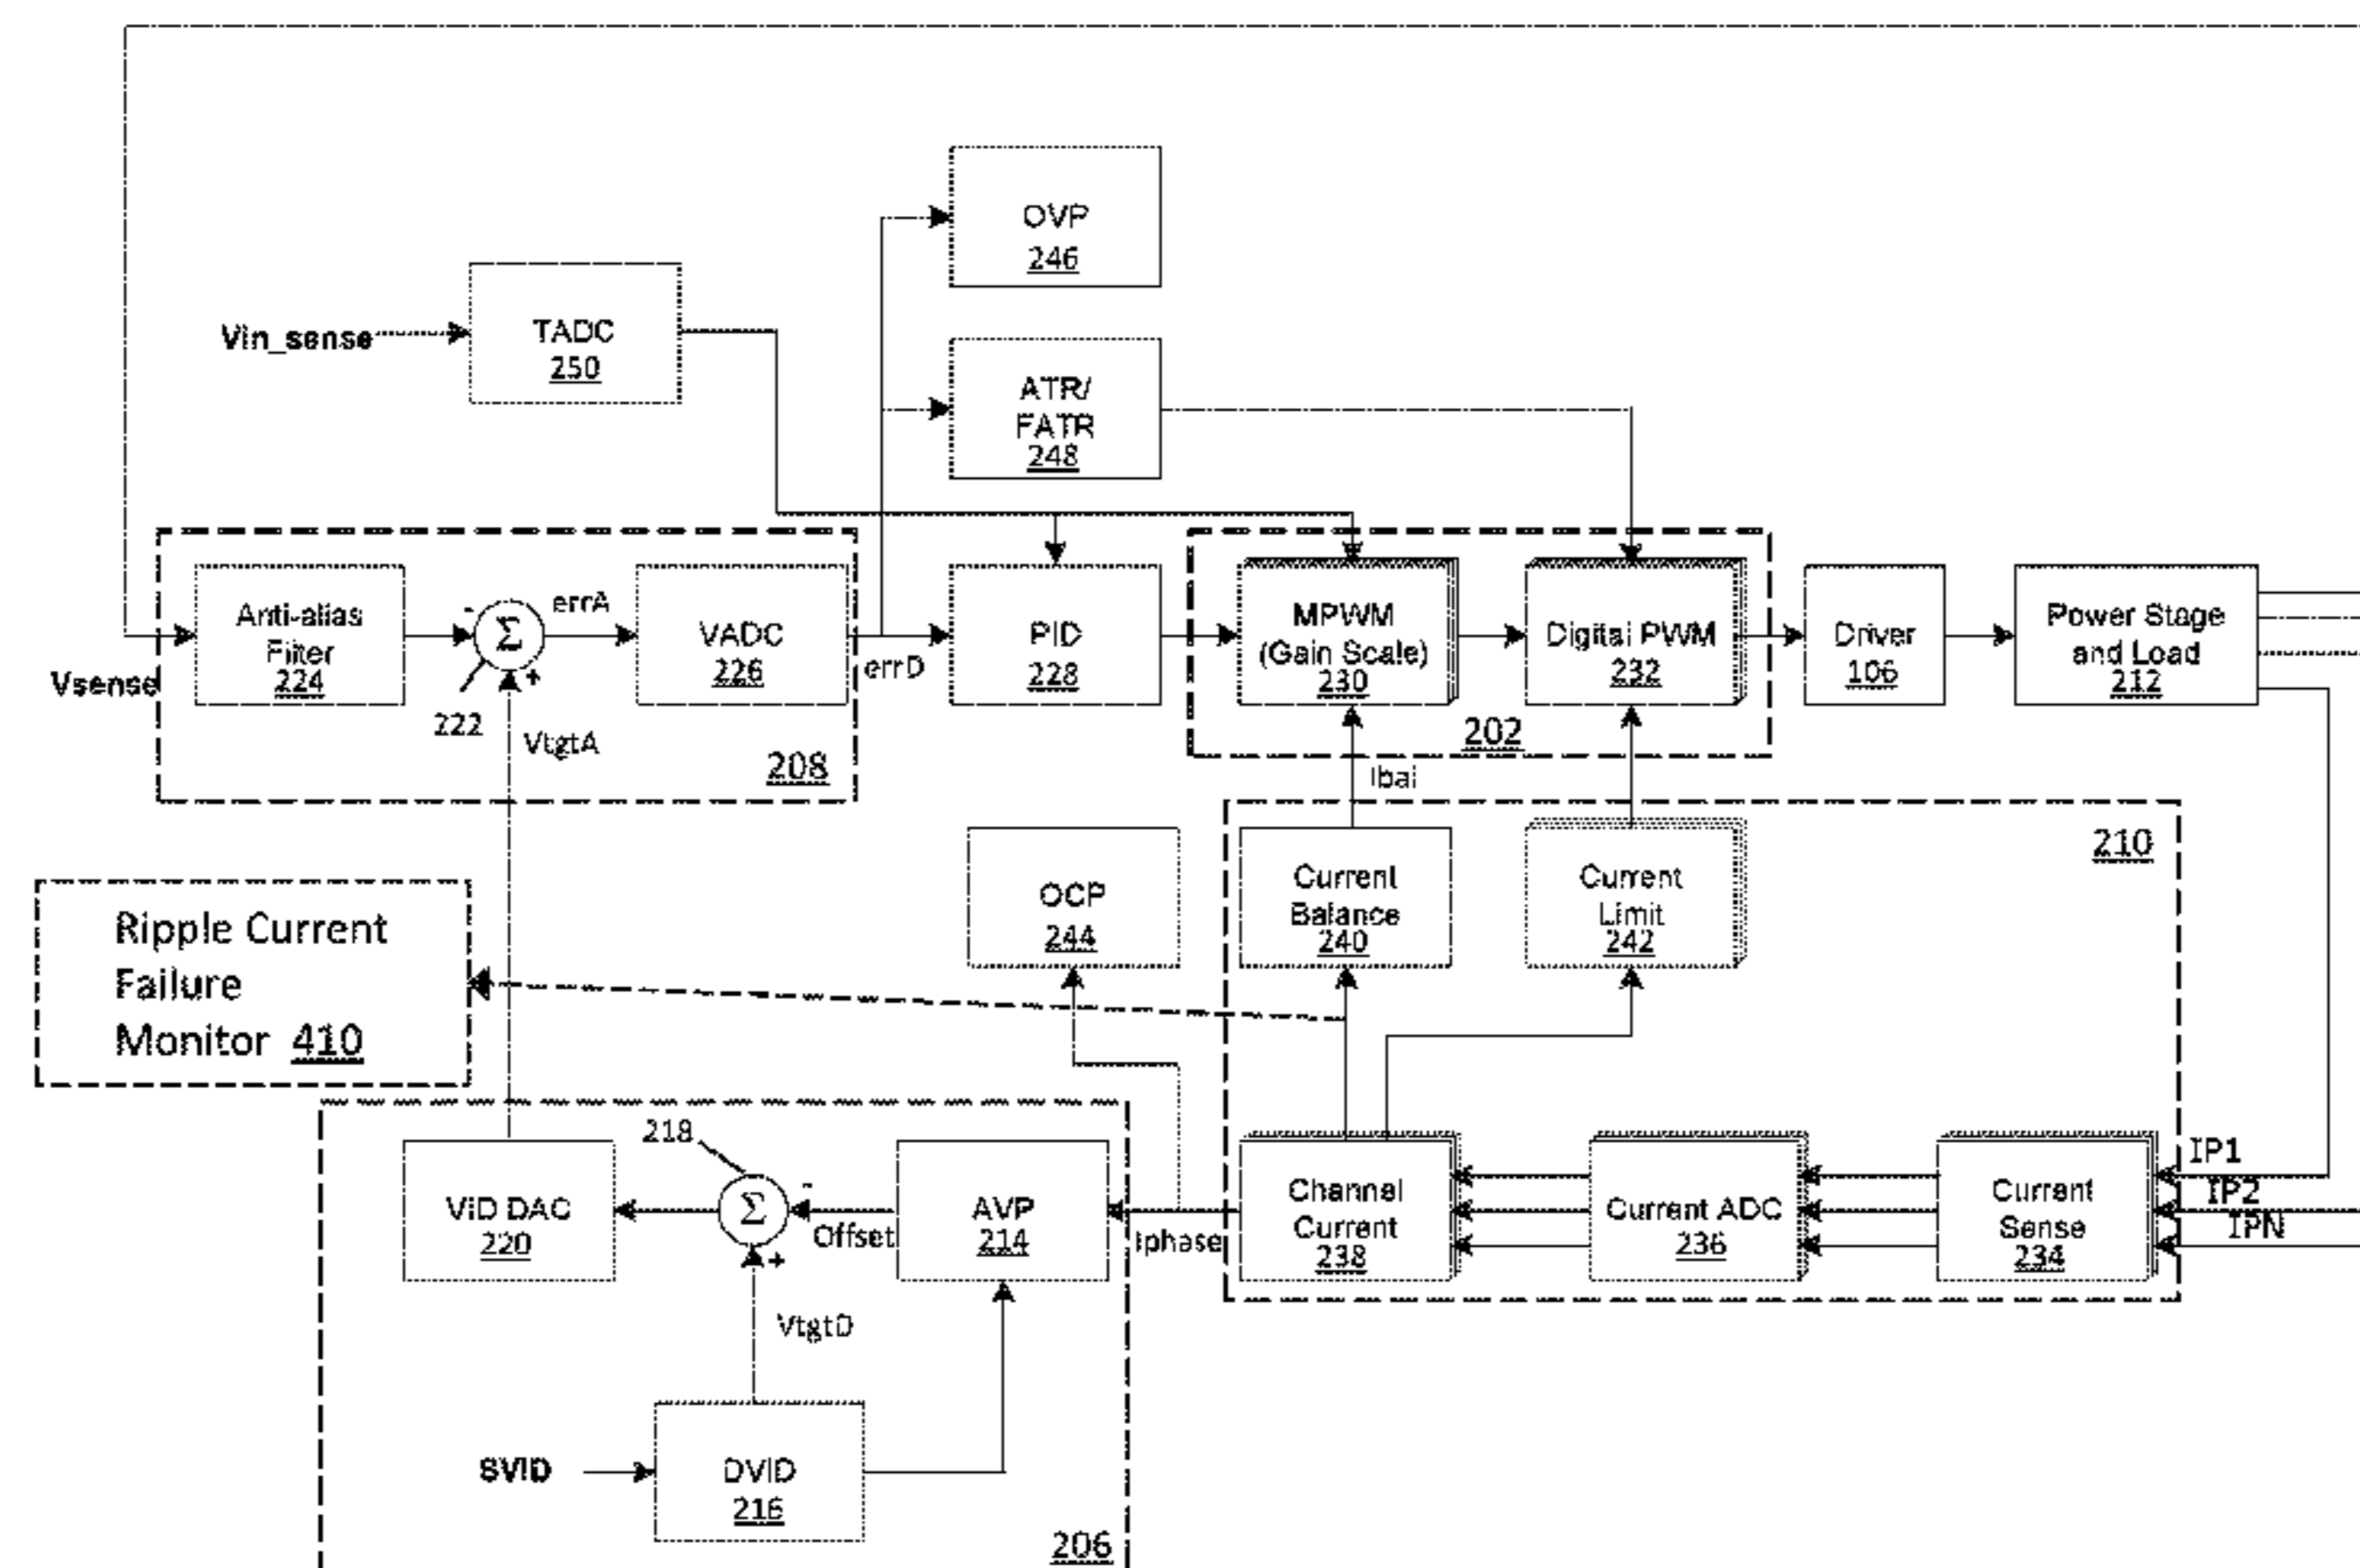 OVP
246
Vin_sense
TADC
250
ATR/
FATR
248
Anti-alias
Filter
224
-
Σ
+
errA
VADC
226
errD
PID
228
MPWM
(Gain Scale)
230
Digital PWM
232
Driver
106
Power Stage
and Load
212
Vsense
222
VtgtA
208
202
Ibal
210
OCP
244
Current
Balance
240
Current
Limit
242
Ripple Current
Failure
Monitor 410
218
ViD DAC
220
Σ
-
+
Offset
AVP
214
Iphase
Channel
Current
238
Current ADC
236
Current
Sense
234
IP1
IP2
IPN
VtgtD
SVID
DVID
216
206